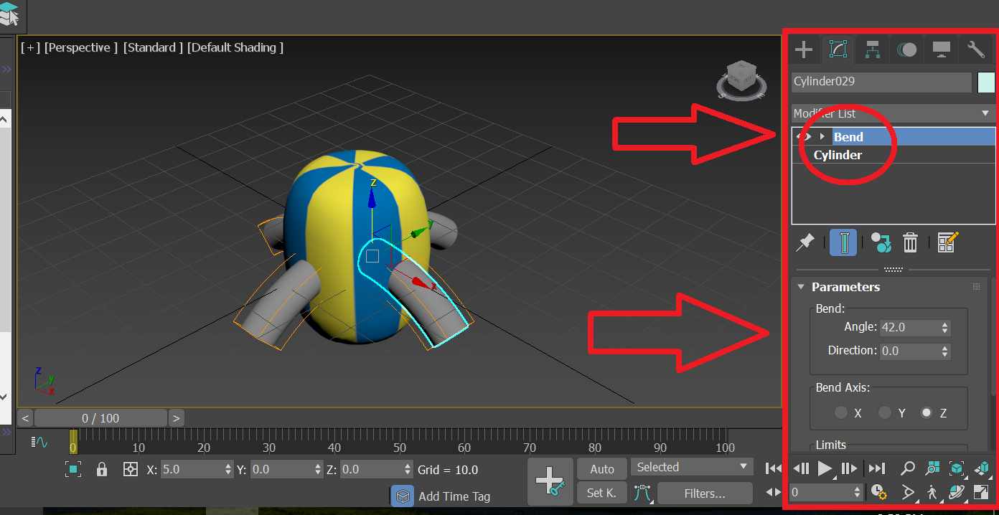 [ + ] [Perspective ] [Standard ] [Default Shading ]
z
y
x
z
y
x
Cylinder029
Modifier List
Bend
Cylinder
Parameters
Bend:
Angle: 42.0
Direction: 0.0
Bend Axis:
X Y Z
Limits
< 0 / 100 >
0 10 20 30 40 50 60 70 80 90 100
X: 5.0 Y: 0.0 Z: 0.0 Grid = 10.0
Add Time Tag
Auto Selected
Set K. Filters...
0